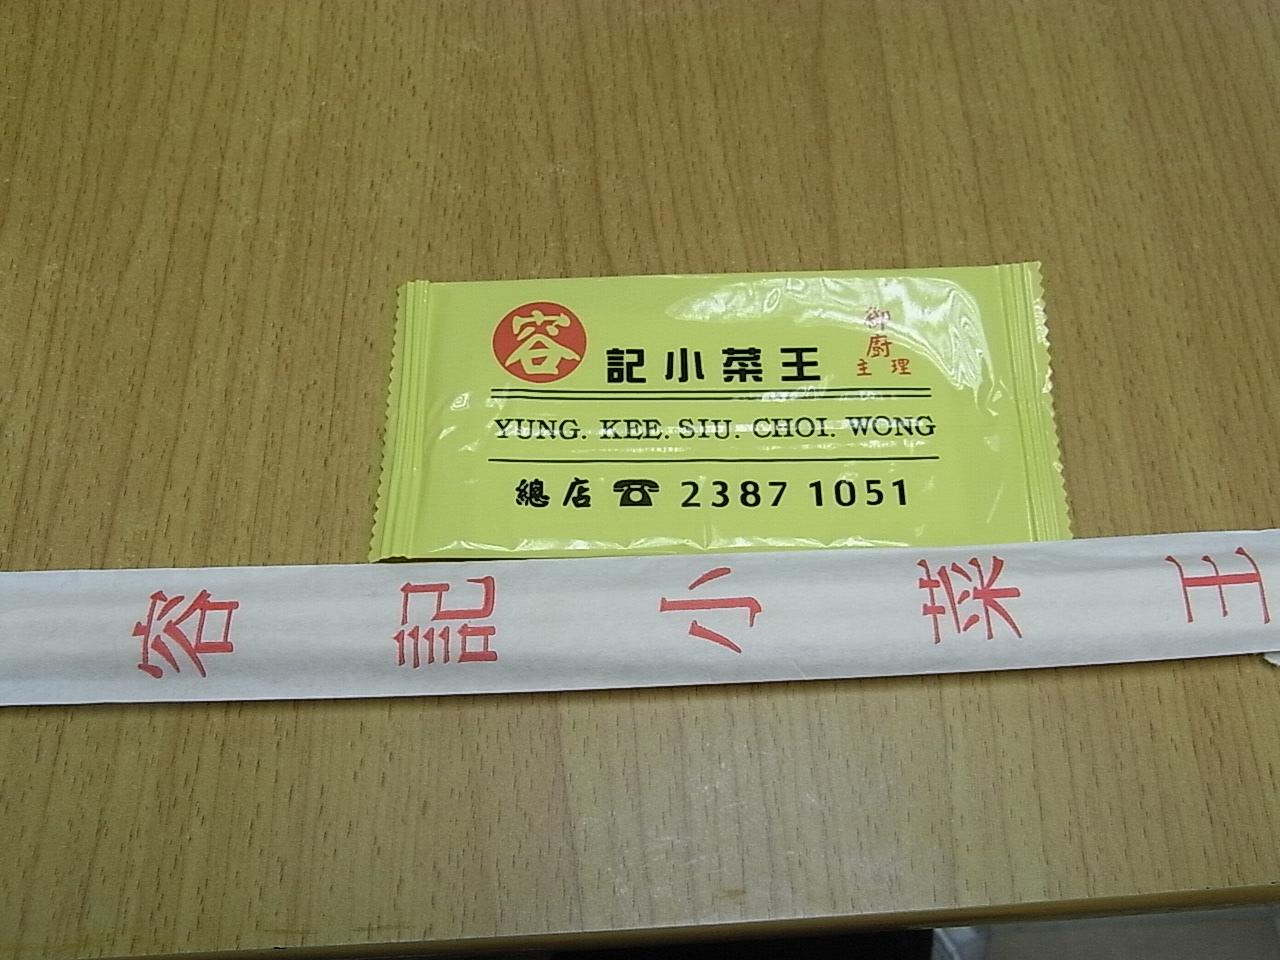 容記小菜王
御廚
主理
YUNG. KEE. SIU. CHOI. WONG
總店 ☎ 2387 1051
容記小菜王